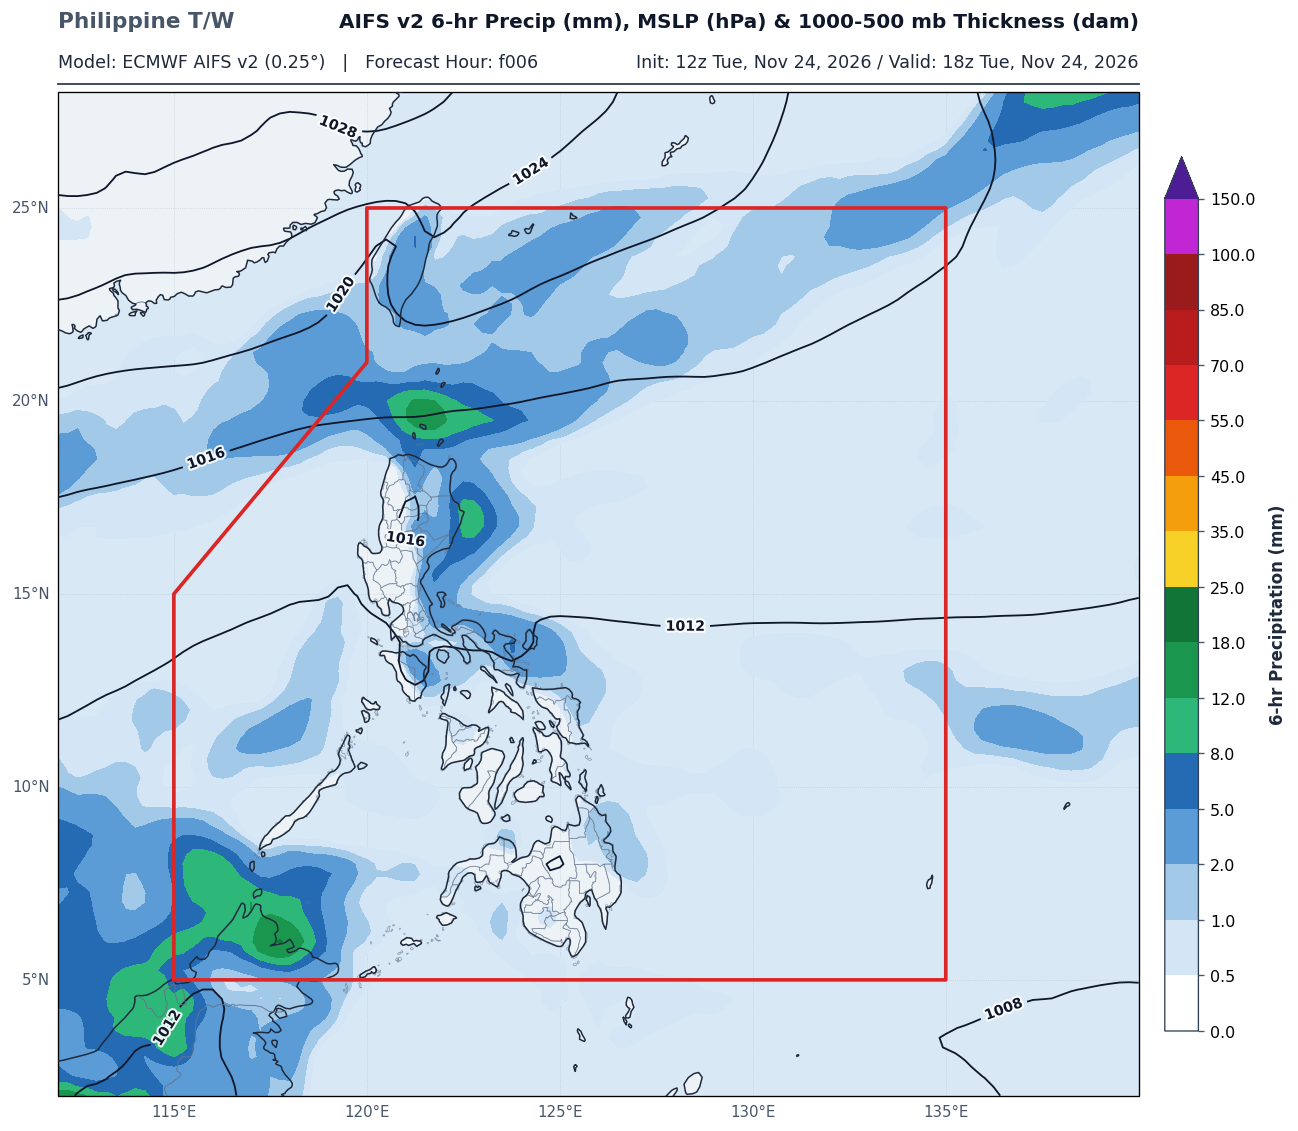 Philippine T/W
AIFS v2 6-hr Precip (mm), MSLP (hPa) & 1000-500 mb Thickness (dam)
Model: ECMWF AIFS v2 (0.25°) | Forecast Hour: f006
Init: 12z Tue, Nov 24, 2026 / Valid: 18z Tue, Nov 24, 2026
1028
1024
1020
1016
1016
1012
1012
1008
25°N
20°N
15°N
10°N
5°N
115°E
120°E
125°E
130°E
135°E
150.0
100.0
85.0
70.0
55.0
45.0
35.0
25.0
18.0
12.0
8.0
5.0
2.0
1.0
0.5
0.0
6-hr Precipitation (mm)